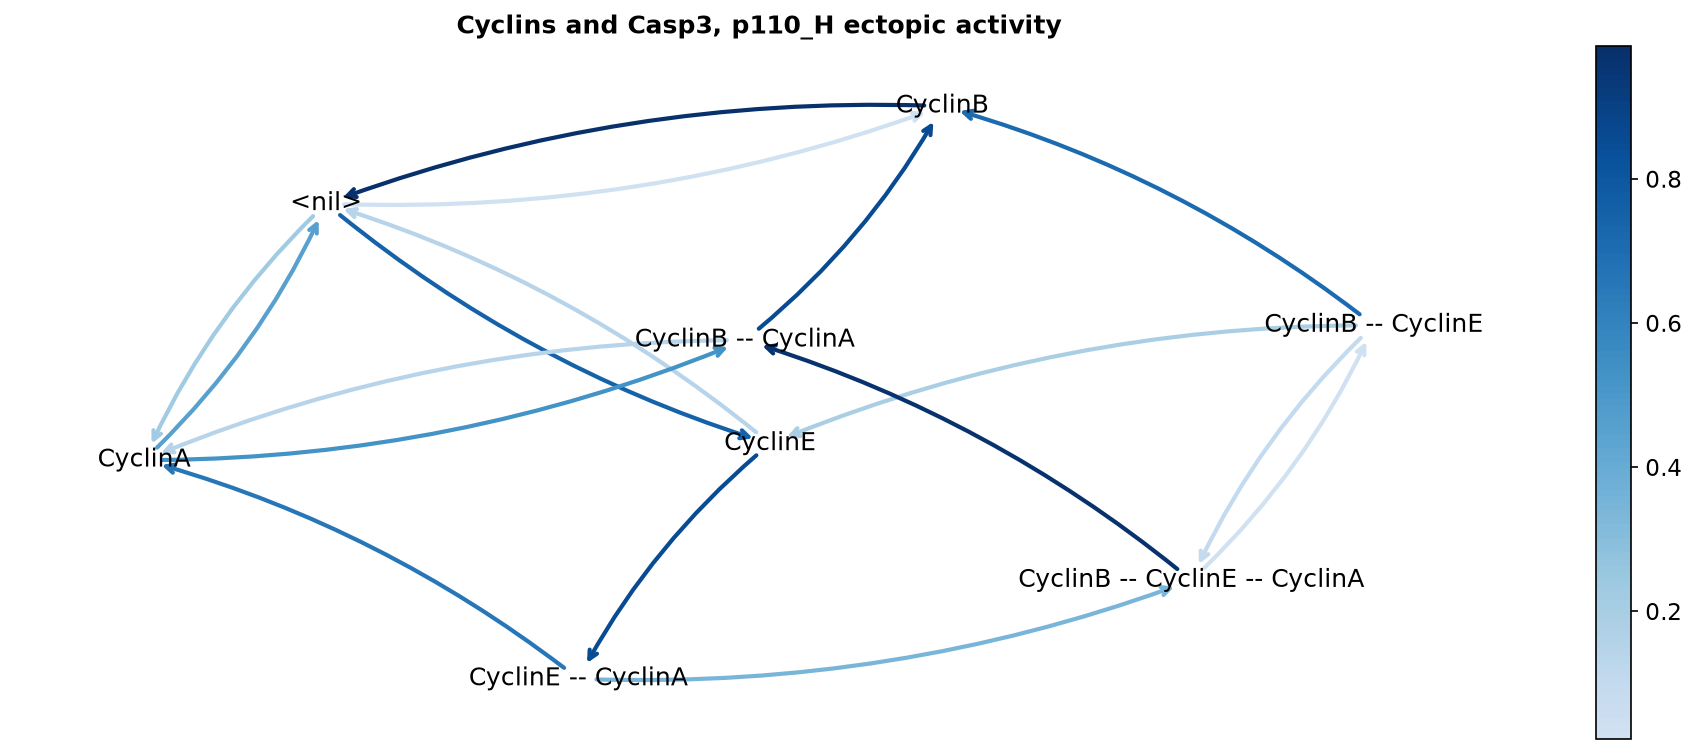 Cyclins and Casp3, p110_H ectopic activity
CyclinB
<nil>
CyclinB -- CyclinE
CyclinB -- CyclinA
CyclinE
CyclinA
CyclinB -- CyclinE -- CyclinA
CyclinE -- CyclinA
0.8
0.6
0.4
0.2